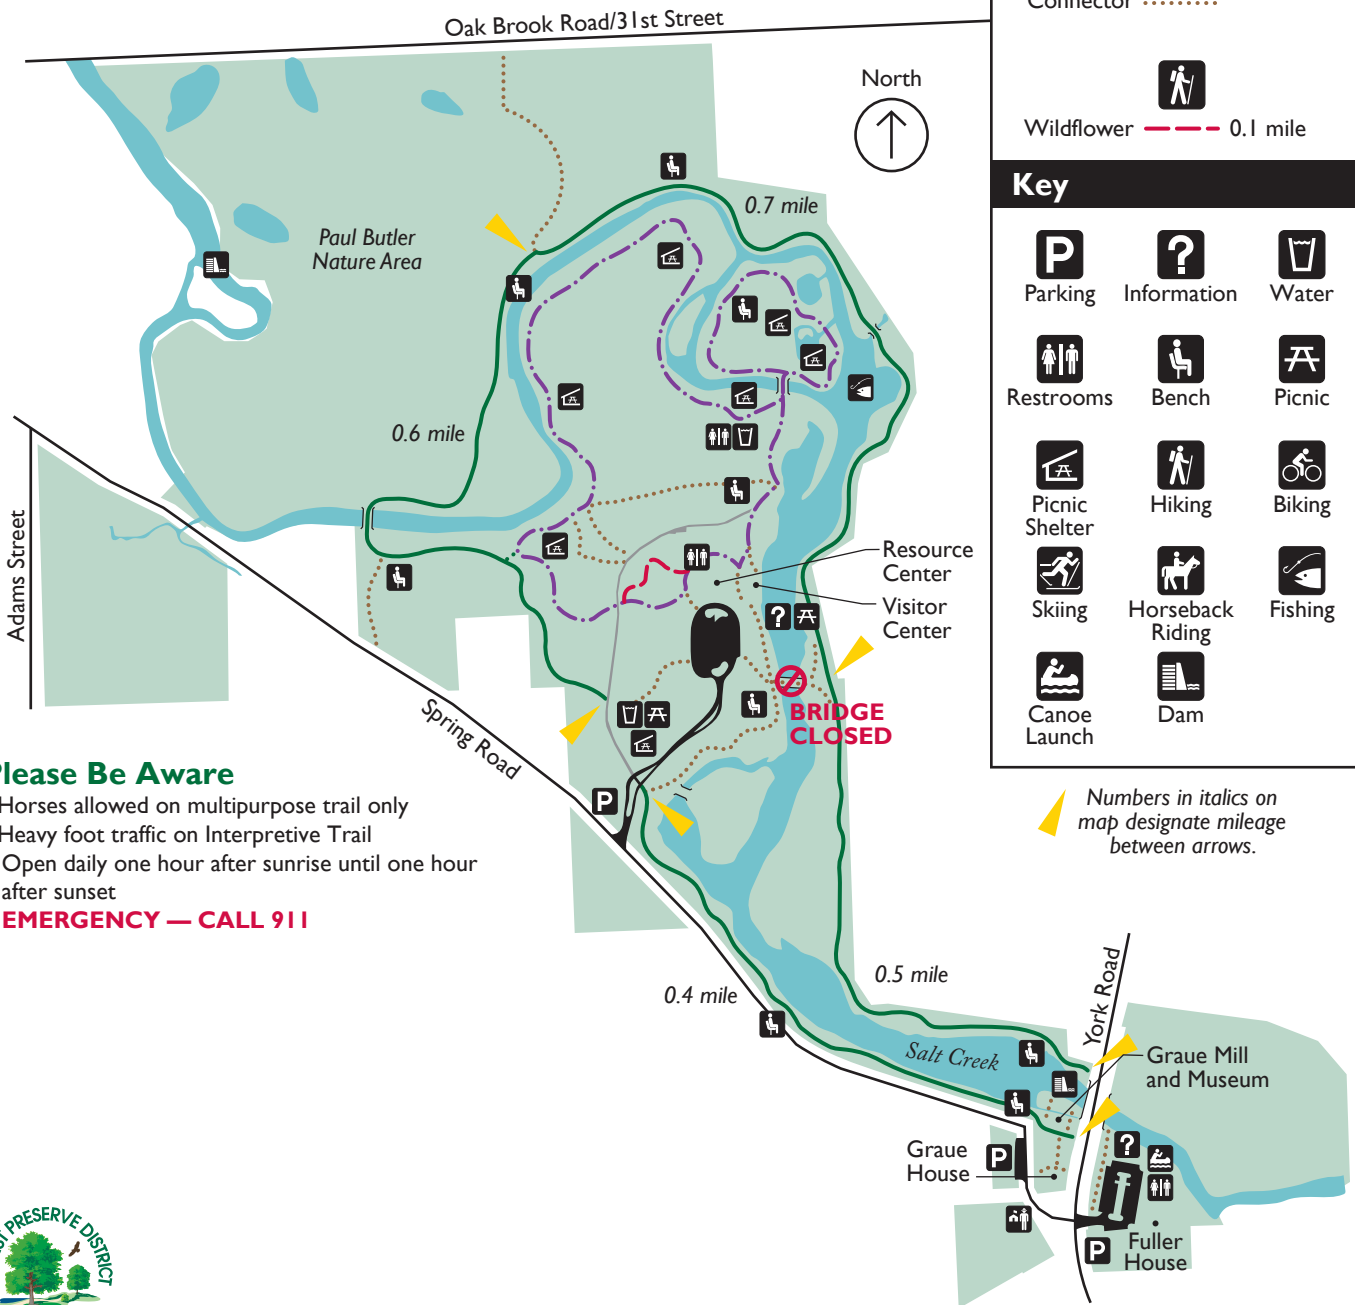 Oak Brook Road/31st Street
North
0.7 mile
Paul Butler
Nature Area
0.6 mile
Adams Street
Resource
Center
Visitor
Center
BRIDGE
CLOSED
Spring Road
P
?
lease Be Aware
Horses allowed on multipurpose trail only
Heavy foot traffic on Interpretive Trail
Open daily one hour after sunrise until one hour
after sunset
EMERGENCY — CALL 911
0.4 mile
0.5 mile
Salt Creek
York Road
Graue Mill
and Museum
Graue
House
P
?
P
Fuller
House
Connector
Wildflower
0.1 mile
Key
P
?
Parking
Information
Water
Restrooms
Bench
Picnic
Picnic
Shelter
Hiking
Biking
Skiing
Horseback
Riding
Fishing
Canoe
Launch
Dam
Numbers in italics on
map designate mileage
between arrows.
PRESERVE DISTRICT